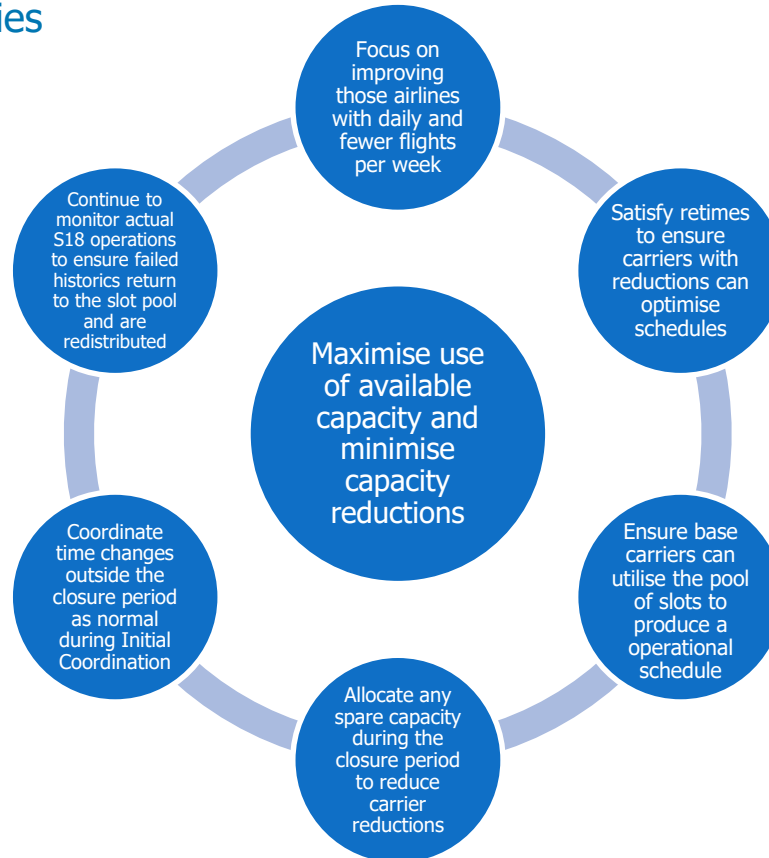 ies
Focus on
improving
those airlines
with daily and
fewer flights
per week
Satisfy retimes
to ensure
carriers with
reductions can
optimise
schedules
Ensure base
carriers can
utilise the pool
of slots to
produce a
operational
schedule
Allocate any
spare capacity
during the
closure period
to reduce
carrier
reductions
Coordinate
time changes
outside the
closure period
as normal
during Initial
Coordination
Continue to
monitor actual
S18 operations
to ensure failed
historics return
to the slot pool
and are
redistributed
Maximise use
of available
capacity and
minimise
capacity
reductions